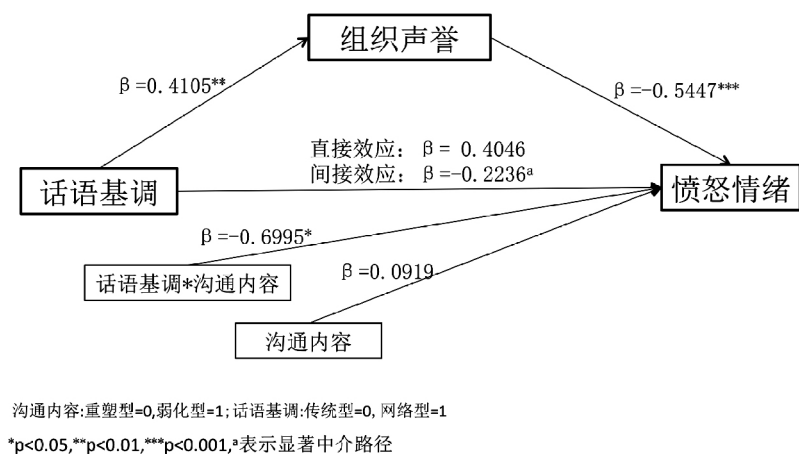 组织声誉
β=0.4105**
β=-0.5447***
直接效应: β= 0.4046
间接效应: β=-0.2236ᵃ
话语基调
愤怒情绪
β=-0.6995*
话语基调*沟通内容
β=0.0919
沟通内容
沟通内容:重塑型=0,弱化型=1; 话语基调:传统型=0, 网络型=1
*p<0.05,**p<0.01,***p<0.001,ᵃ表示显著中介路径